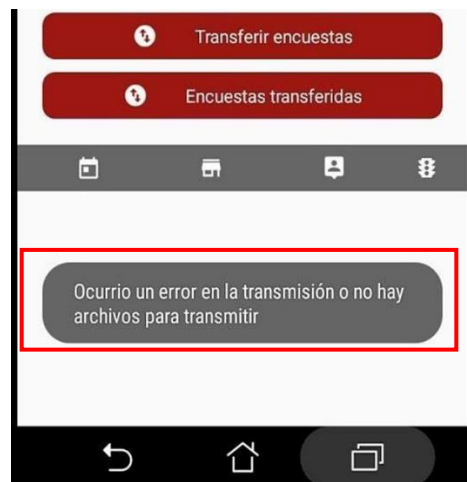 Transferir encuestas
Encuestas transferidas
Ocurrio un error en la transmisión o no hay
archivos para transmitir